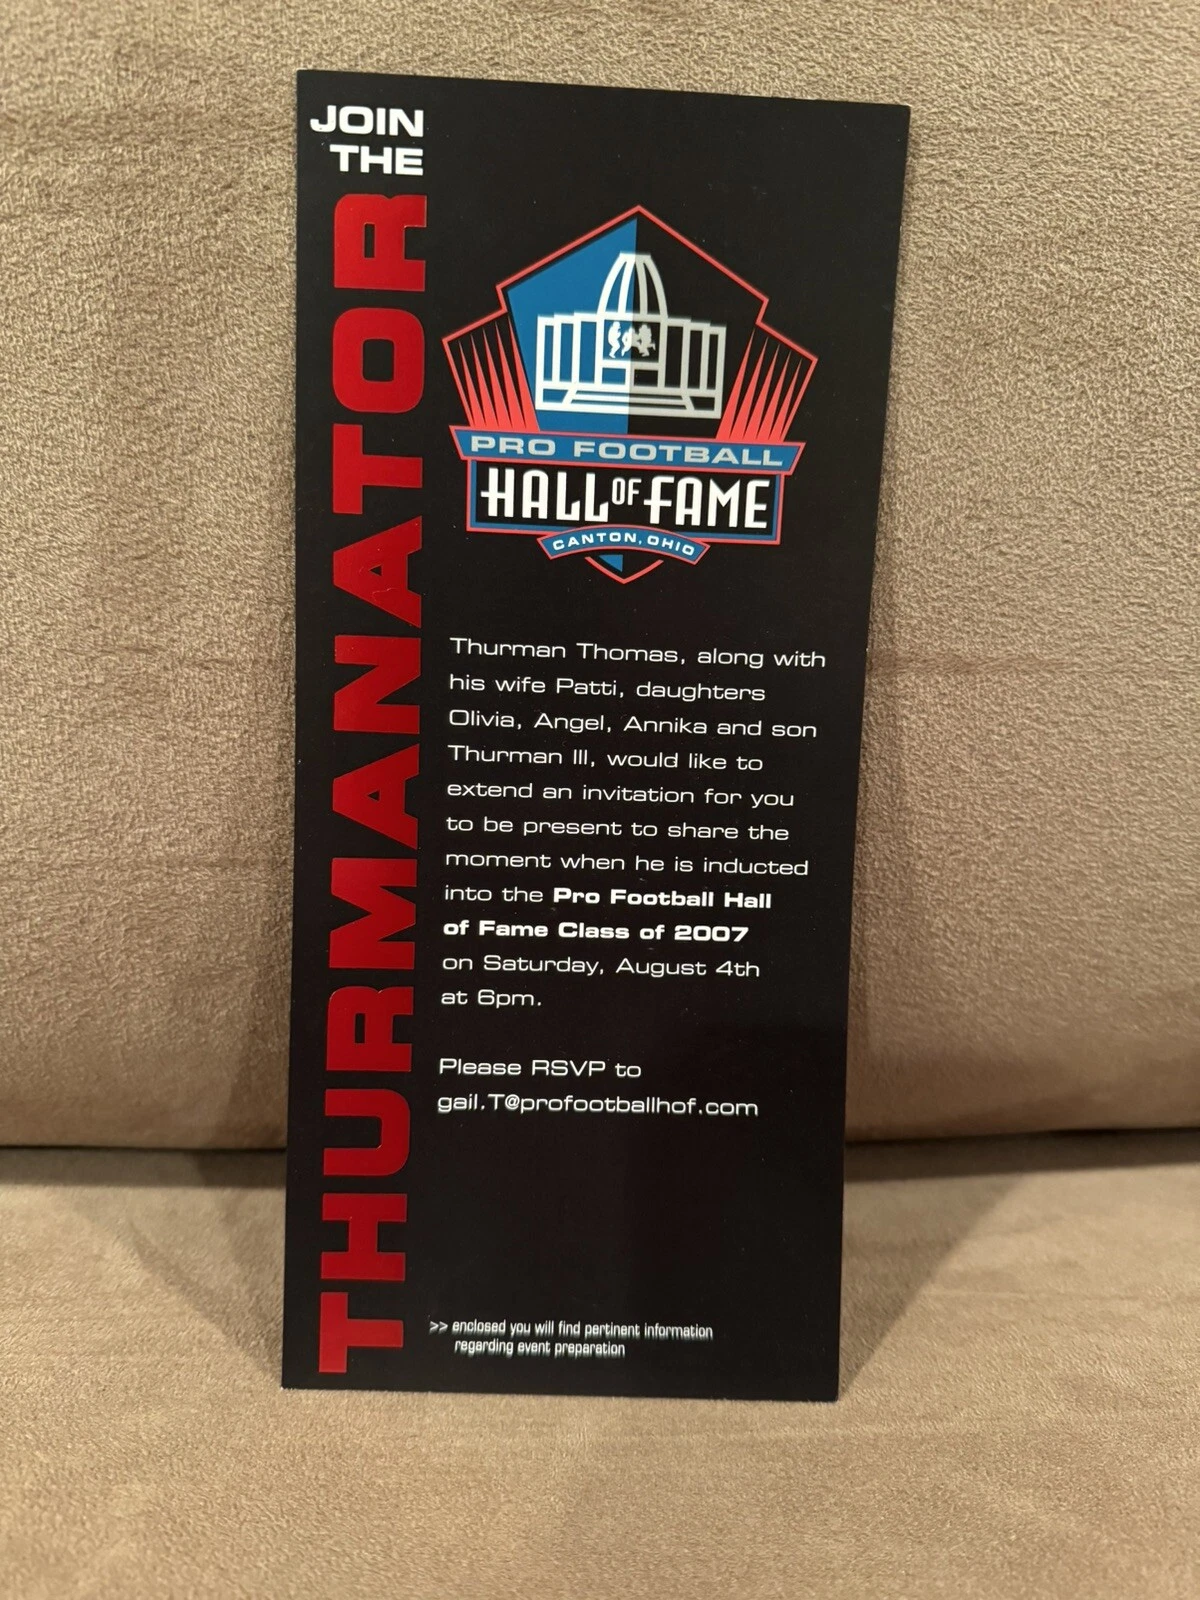 JOIN
THE
THURMANATOR
PRO FOOTBALL
HALL OF FAME
CANTON, OHIO
Thurman Thomas, along with
his wife Patti, daughters
Olivia, Angel, Annika and son
Thurman III, would like to
extend an invitation for you
to be present to share the
moment when he is inducted
into the Pro Football Hall
of Fame Class of 2007
on Saturday, August 4th
at 6pm.
Please RSVP to
gail.T@profootballhof.com
>> enclosed you will find pertinent information
regarding event preparation